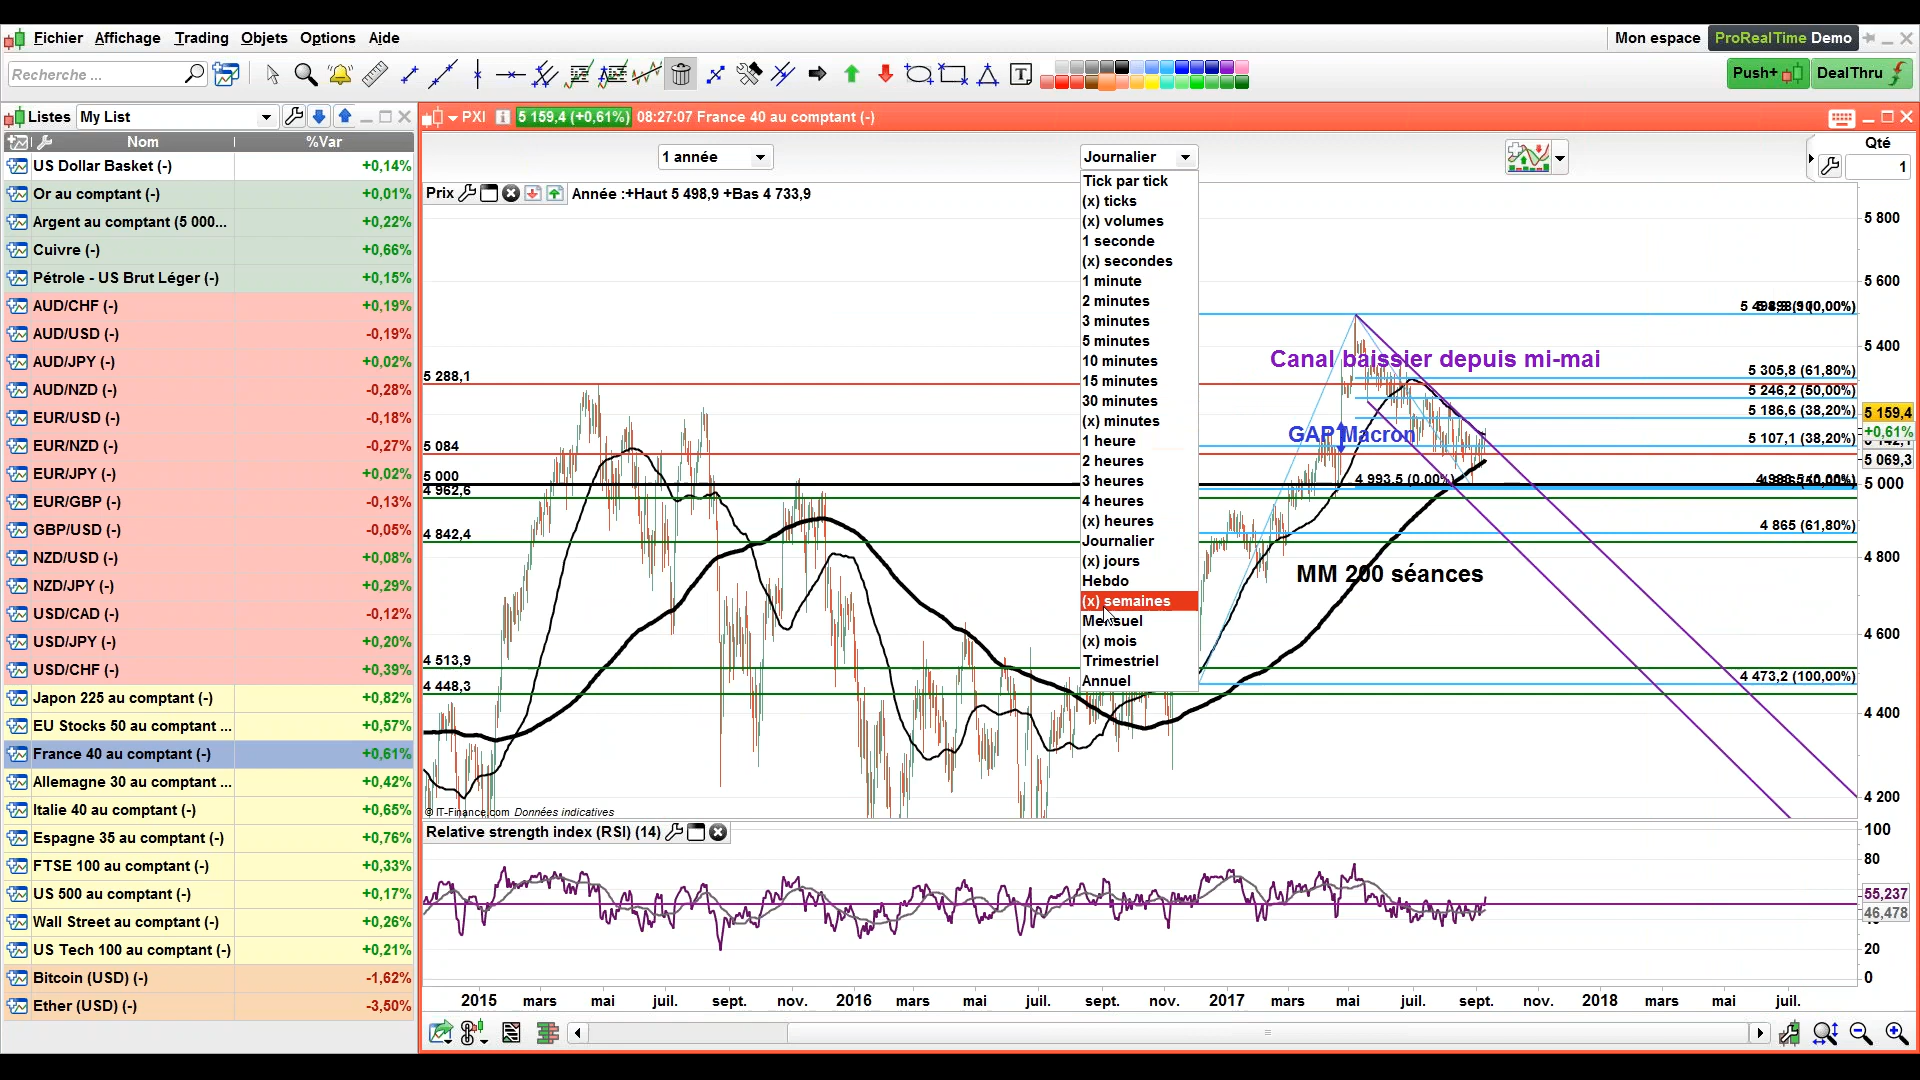 Fichier Affichage Trading Objets Options Aide
Mon espace ProRealTime Demo
Recherche ...
T
Push+ DealThru
Listes My List
PXI 5 159,4 (+0,61%) 08:27:07 France 40 au comptant (-)
Nom %Var
US Dollar Basket (-) +0,14%
Or au comptant (-) +0,01%
Argent au comptant (5 000... +0,22%
Cuivre (-) +0,66%
Pétrole - US Brut Léger (-) +0,15%
AUD/CHF (-) +0,19%
AUD/USD (-) -0,19%
AUD/JPY (-) +0,02%
AUD/NZD (-) -0,28%
EUR/USD (-) -0,18%
EUR/NZD (-) -0,27%
EUR/JPY (-) +0,02%
EUR/GBP (-) -0,13%
GBP/USD (-) -0,05%
NZD/USD (-) +0,08%
NZD/JPY (-) +0,29%
USD/CAD (-) -0,12%
USD/JPY (-) +0,20%
USD/CHF (-) +0,39%
Japon 225 au comptant (-) +0,82%
EU Stocks 50 au comptant ... +0,57%
France 40 au comptant (-) +0,61%
Allemagne 30 au comptant ... +0,42%
Italie 40 au comptant (-) +0,65%
Espagne 35 au comptant (-) +0,76%
FTSE 100 au comptant (-) +0,33%
US 500 au comptant (-) +0,17%
Wall Street au comptant (-) +0,26%
US Tech 100 au comptant (-) +0,21%
Bitcoin (USD) (-) -1,62%
Ether (USD) (-) -3,50%
1 année
Journalier
Qté
1
Prix Année :+Haut 5 498,9 +Bas 4 733,9
Tick par tick
(x) ticks
(x) volumes
1 seconde
(x) secondes
1 minute
2 minutes
3 minutes
5 minutes
10 minutes
15 minutes
30 minutes
(x) minutes
1 heure
2 heures
3 heures
4 heures
(x) heures
Journalier
(x) jours
Hebdo
(x) semaines
Mensuel
(x) mois
Trimestriel
Annuel
5 288,1
5 084
5 000
4 962,6
4 842,4
4 513,9
4 448,3
Canal baissier depuis mi-mai
GAP Macron
4 993,5 (0,00%)
MM 200 séances
5 305,8 (61,80%)
5 246,2 (50,00%)
5 186,6 (38,20%)
5 107,1 (38,20%)
4 865 (61,80%)
4 473,2 (100,00%)
5 800
5 600
5 400
5 159,4
+0,61%
5 069,3
5 000
4 800
4 600
4 400
4 200
© IT-Finance.com Données indicatives
Relative strength index (RSI) (14)
100
80
55,237
46,478
20
0
2015 mars mai juil. sept. nov. 2016 mars mai juil. sept. nov. 2017 mars mai juil. sept. nov. 2018 mars mai juil.